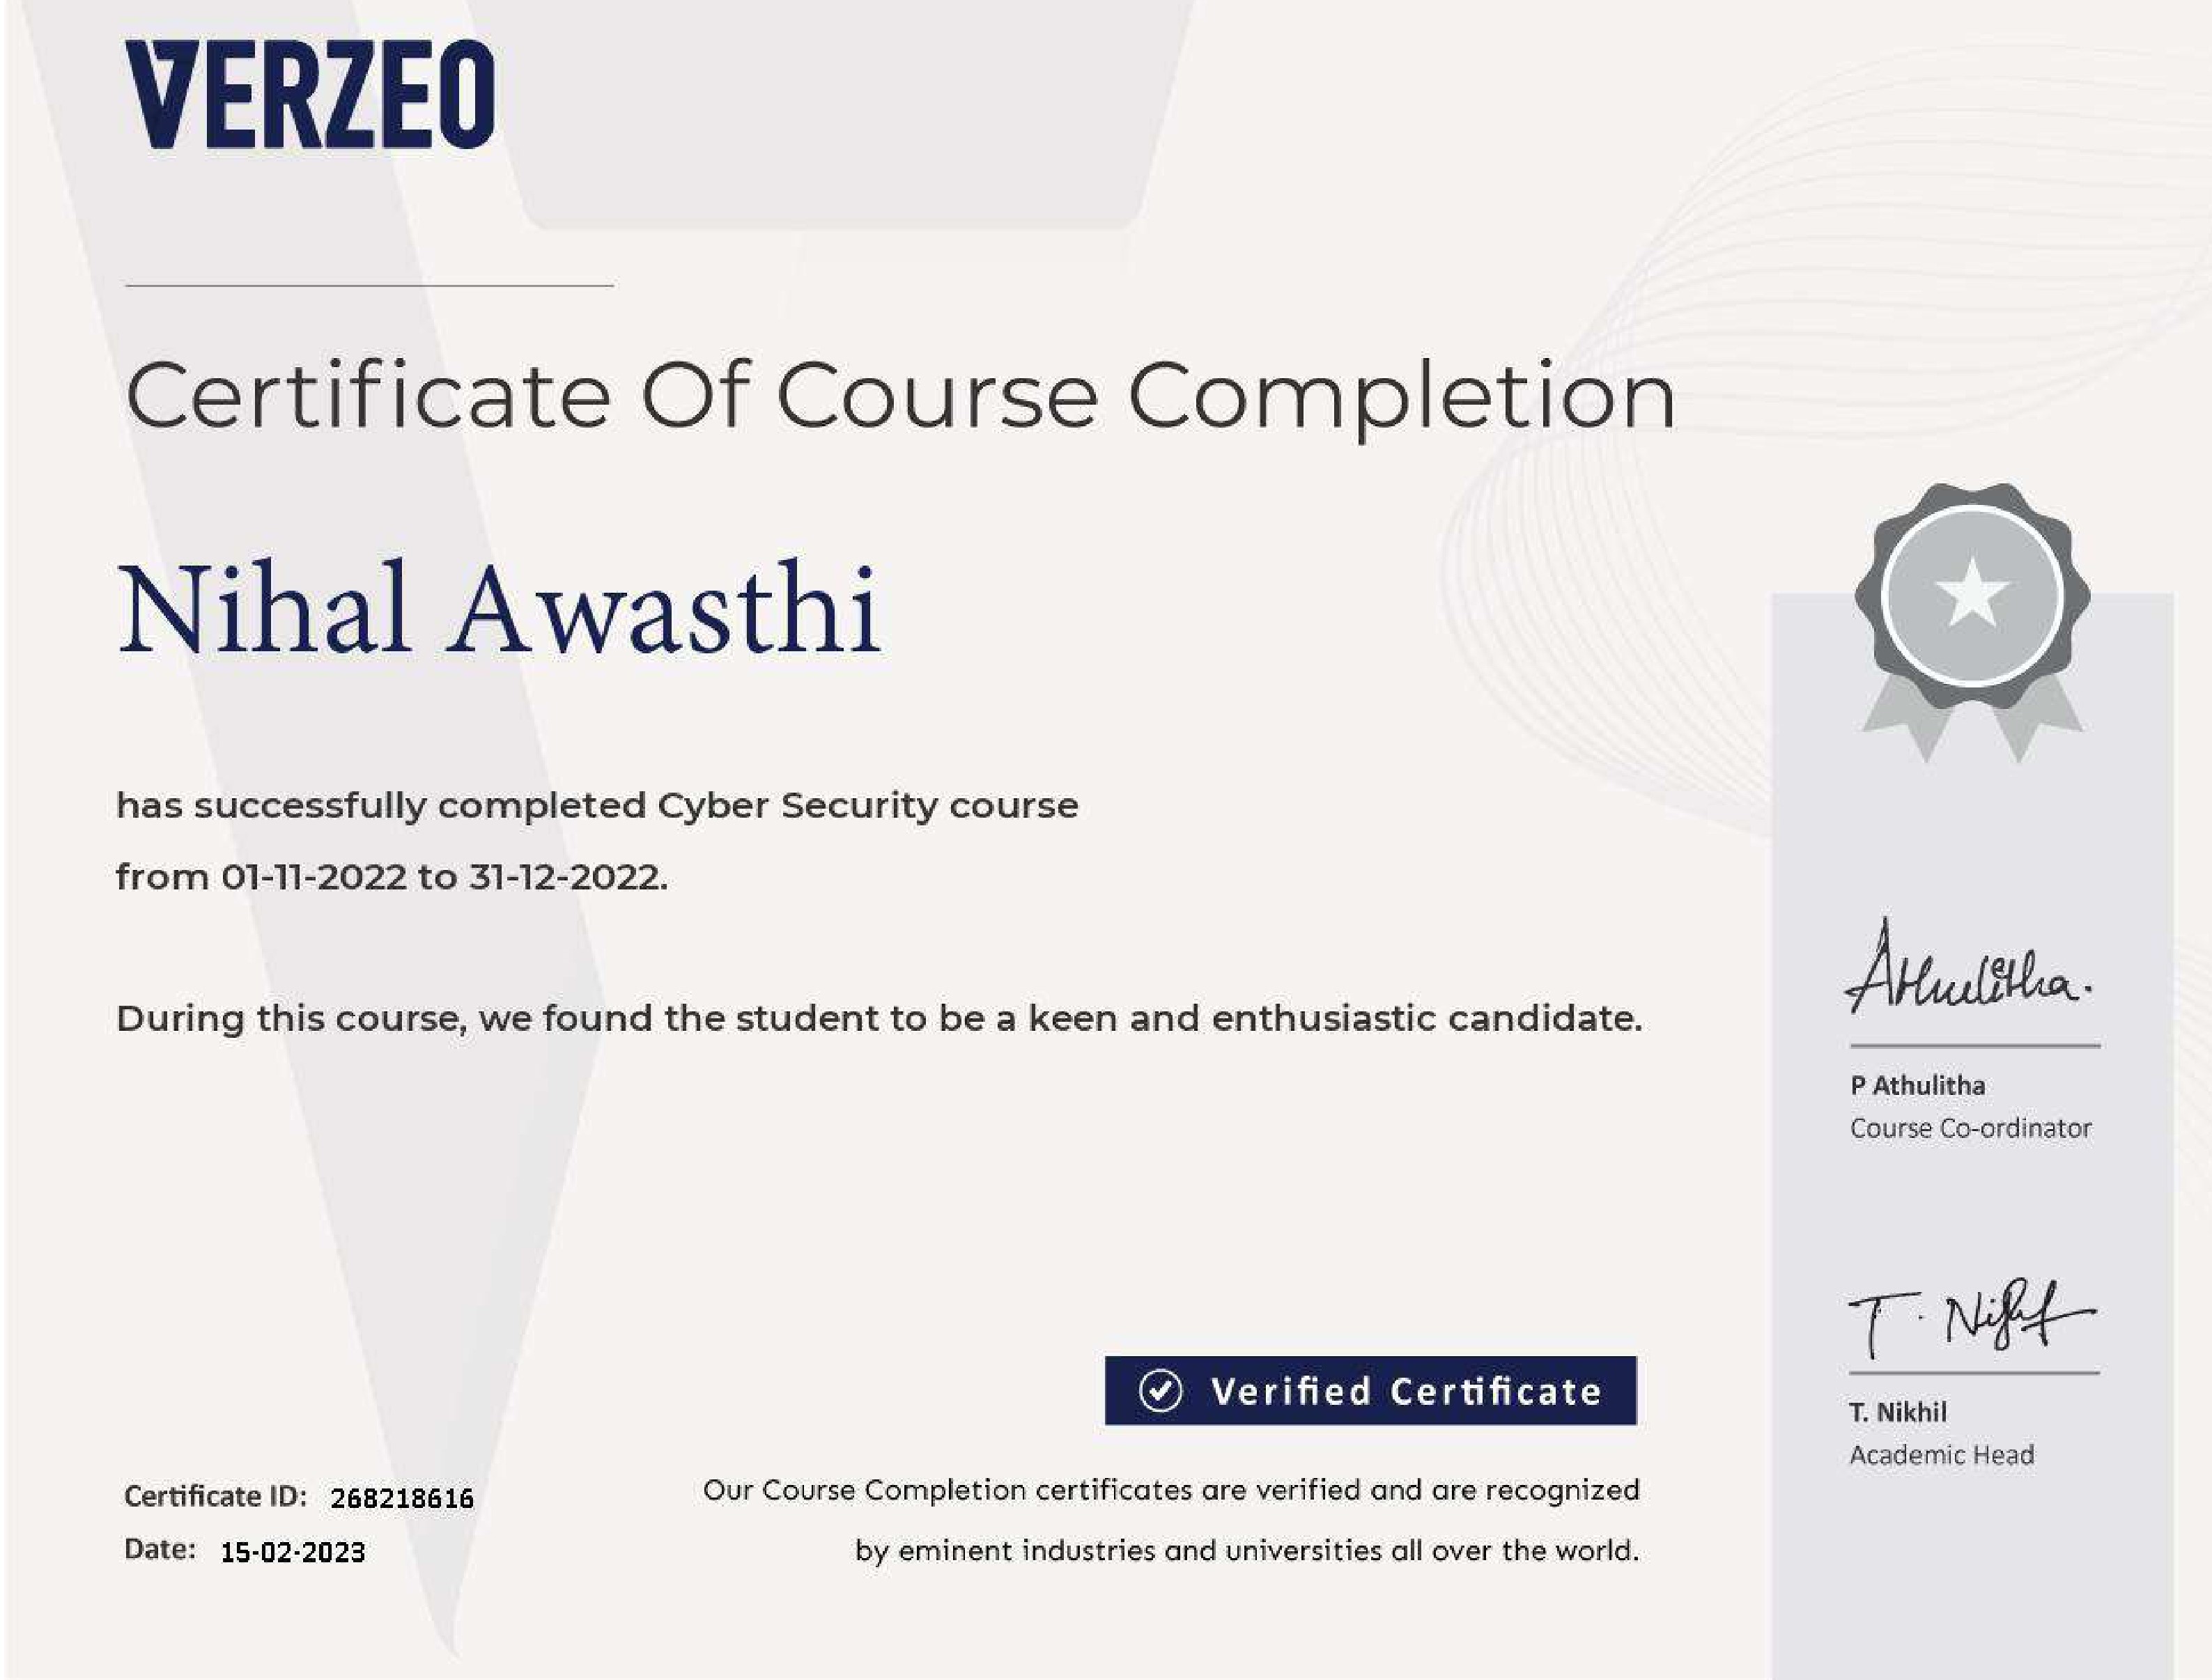 VERZEO
Certificate Of Course Completion
Nihal Awasthi
has successfully completed Cyber Security course
from 01-11-2022 to 31-12-2022.
During this course, we found the student to be a keen and enthusiastic candidate.
Athulitha.
P Athulitha
Course Co-ordinator
T. Nikhil
T. Nikhil
Academic Head
Verified Certificate
Certificate ID: 268218616
Date: 15-02-2023
Our Course Completion certificates are verified and are recognized
by eminent industries and universities all over the world.